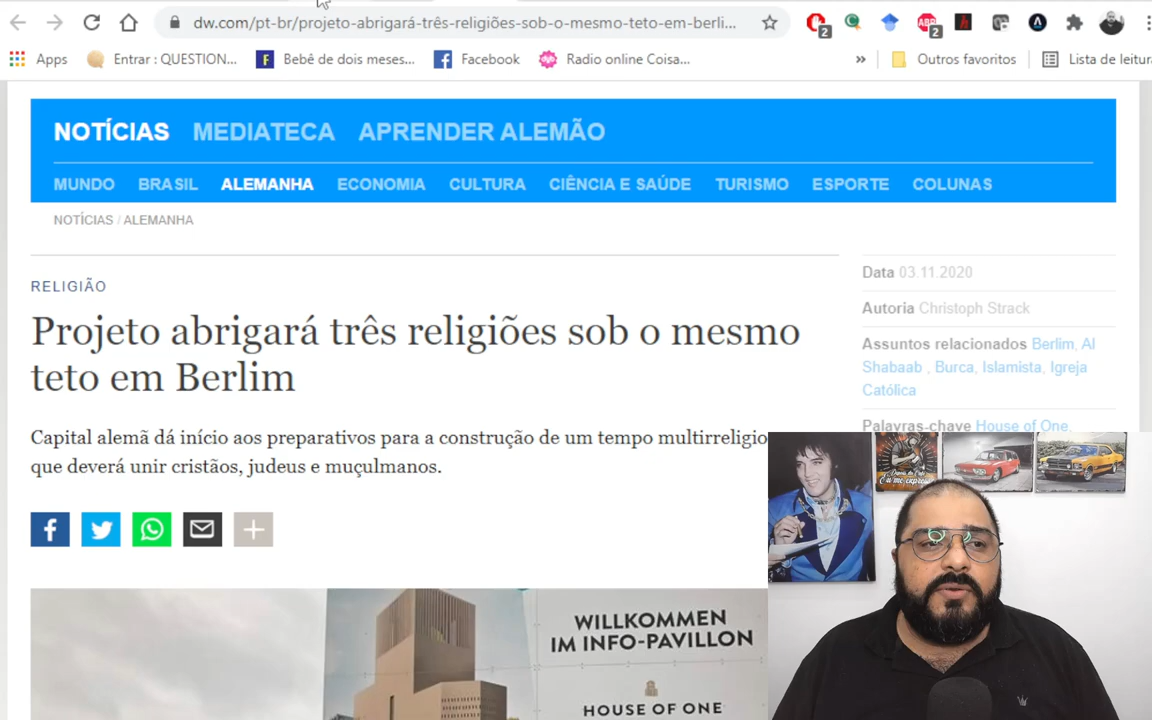 dw.com/pt-br/projeto-abrigará-três-religiões-sob-o-mesmo-teto-em-berli...
2
ABP
2
h
Apps
Entrar : QUESTION...
F
Bebê de dois meses...
Facebook
Radio online Coisa...
»
Outros favoritos
Lista de leitura
NOTÍCIAS MEDIATECA APRENDER ALEMÃO
MUNDO BRASIL ALEMANHA ECONOMIA CULTURA CIÊNCIA E SAÚDE TURISMO ESPORTE COLUNAS
NOTÍCIAS / ALEMANHA
RELIGIÃO
Projeto abrigará três religiões sob o mesmo
teto em Berlim
Capital alemã dá início aos preparativos para a construção de um tempo multirreligio
que deverá unir cristãos, judeus e muçulmanos.
Data 03.11.2020
Autoria Christoph Strack
Assuntos relacionados Berlim, Al
Shabaab , Burca, Islamista, Igreja
Católica
Palavras-chave House of One,
WILLKOMMEN
IM INFO-PAVILLON
HOUSE OF ONE